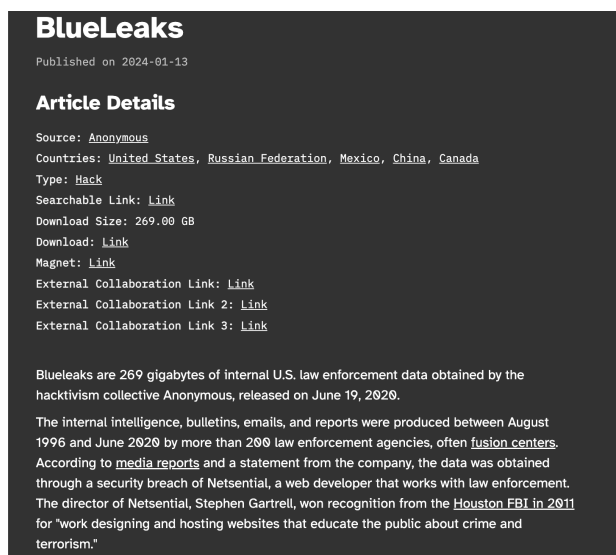 BlueLeaks
Published on 2024-01-13
Article Details
Source: Anonymous
Countries: United States, Russian Federation, Mexico, China, Canada
Type: Hack
Searchable Link: Link
Download Size: 269.00 GB
Download: Link
Magnet: Link
External Collaboration Link: Link
External Collaboration Link 2: Link
External Collaboration Link 3: Link
Blueleaks are 269 gigabytes of internal U.S. law enforcement data obtained by the
hacktivism collective Anonymous, released on June 19, 2020.
The internal intelligence, bulletins, emails, and reports were produced between August
1996 and June 2020 by more than 200 law enforcement agencies, often fusion centers.
According to media reports and a statement from the company, the data was obtained
through a security breach of Netsential, a web developer that works with law enforcement.
The director of Netsential, Stephen Gartrell, won recognition from the Houston FBI in 2011
for "work designing and hosting websites that educate the public about crime and
terrorism."